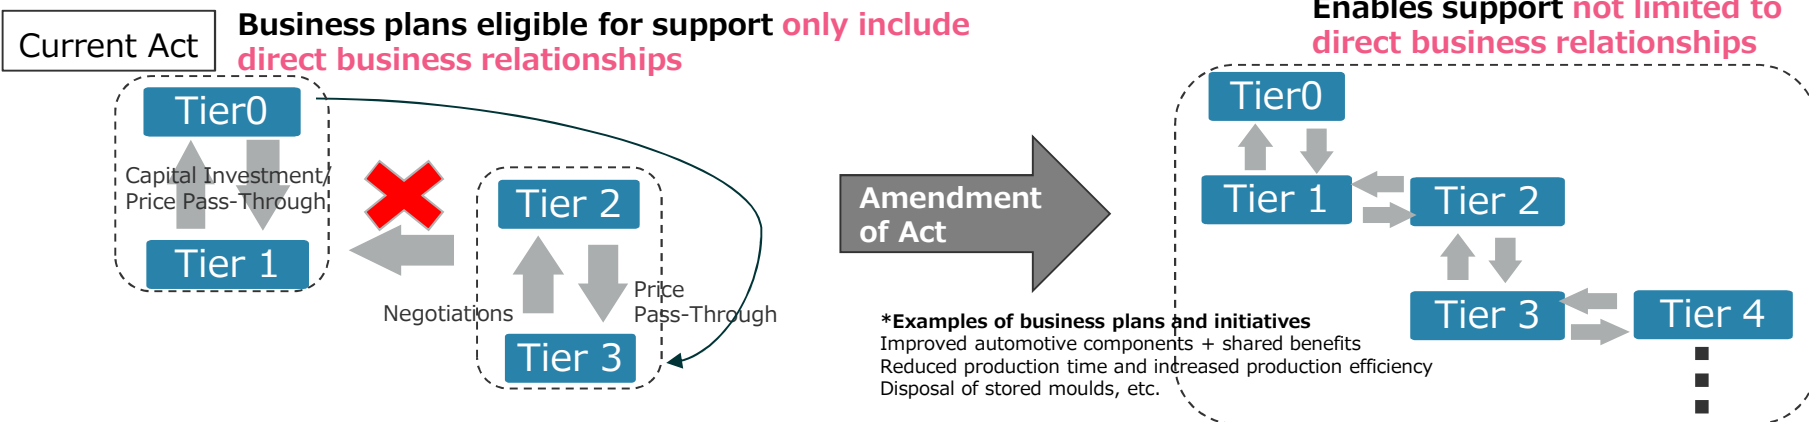 Current Act
Business plans eligible for support only include
direct business relationships
Tier0
Capital Investment/
Price Pass-Through
Tier 1
Tier 2
Negotiations
Price
Pass-Through
Tier 3
Amendment
of Act
*Examples of business plans and initiatives
Improved automotive components + shared benefits
Reduced production time and increased production efficiency
Disposal of stored moulds, etc.
Enables support not limited to
direct business relationships
Tier0
Tier 1
Tier 2
Tier 3
Tier 4